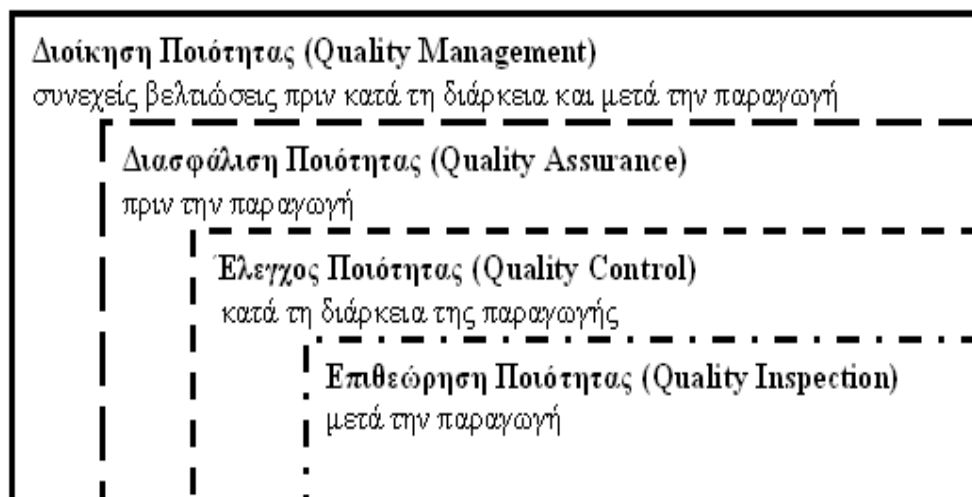 Διοίκηση Ποιότητας (Quality Management)
συνεχείς βελτιώσεις πριν κατά τη διάρκεια και μετά την παραγωγή
Διασφάλιση Ποιότητας (Quality Assurance)
πριν την παραγωγή
Έλεγχος Ποιότητας (Quality Control)
κατά τη διάρκεια της παραγωγής
Επιθεώρηση Ποιότητας (Quality Inspection)
μετά την παραγωγή